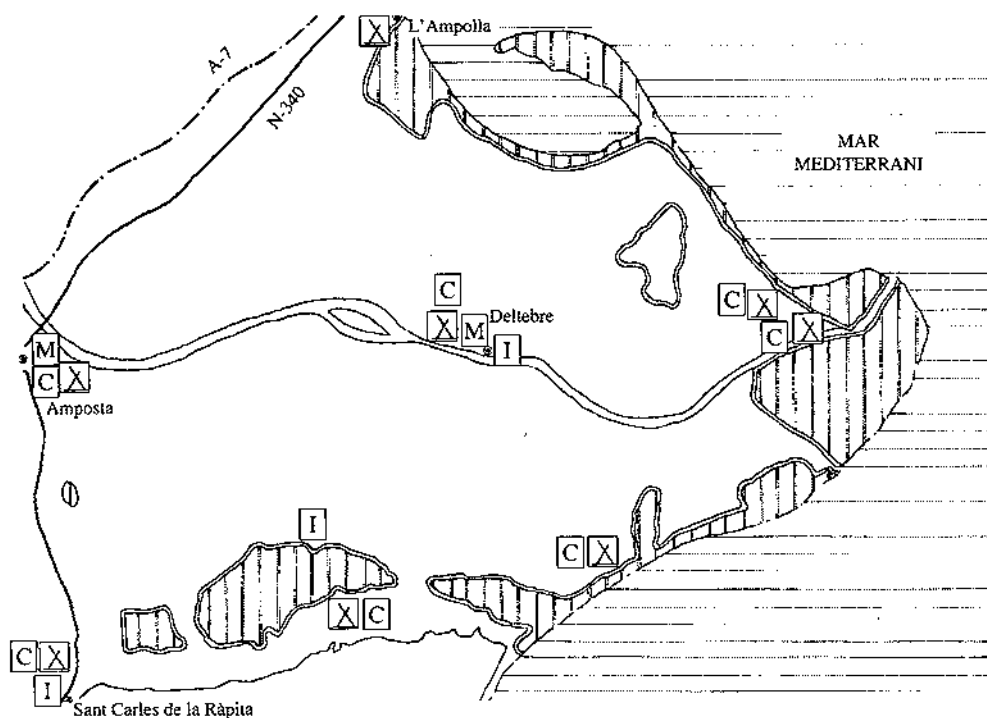 L'Ampolla
X
A-7
N-340
MAR
MEDITERRANI
C
Deltebre
X M
I
C X
C X
M
C X
Amposta
I
C X
X C
C X
I
Sant Carles de la Ràpita